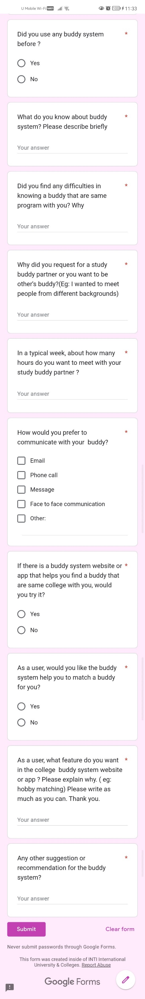 U Mobile Wi-Fi VoWiFi 100 11:33
Did you use any buddy system *
before ?
Yes
No
What do you know about buddy *
system? Please describe briefly
Your answer
Did you find any difficulties in *
knowing a buddy that are same
program with you? Why
Your answer
Why did you request for a study *
buddy partner or you want to be
other's buddy?(Eg: I wanted to meet
people from different backgrounds)
Your answer
In a typical week, about how many *
hours do you want to meet with your
study buddy partner ?
Your answer
How would you prefer to *
communicate with your  buddy?
Email
Phone call
Message
Face to face communication
Other:
If there is a buddy system website or *
app that helps you find a buddy that
are same college with you, would
you try it?
Yes
No
As a user, would you like the buddy *
system help you to match a buddy
for you?
Yes
No
As a user, what feature do you want *
in the college  buddy system website
or app ? Please explain why. ( eg:
hobby matching) Please write as
much as you can. Thank you.
Your answer
Any other suggestion or *
recommendation for the buddy
system?
Your answer
Submit Clear form
Never submit passwords through Google Forms.
This form was created inside of INTI International
University & Colleges. Report Abuse
Google Forms